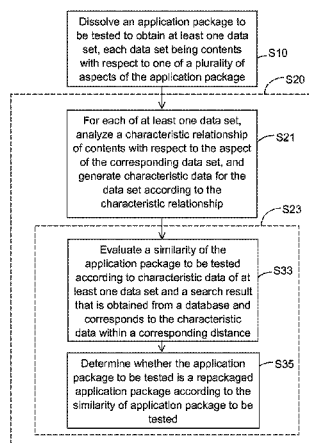 Dissolve an application package to
be tested to obtain at least one data
set, each data set being contents
with respect to one of a plurality of
aspects of the application package
S10
S20
For each of at least one data set,
analyze a characteristic relationship
of contents with respect to the aspect
of the corresponding data set, and
generate characteristic data for the
data set according to the
characteristic relationship
S21
S23
Evaluate a similarity of the
application package to be tested
according to characteristic data of at
least one data set and a search result
that is obtained from a database and
corresponds to the characteristic
data within a corresponding distance
S33
Determine whether the application
package to be tested is a repackaged
application package according to the
similarity of application package to be
tested
S35